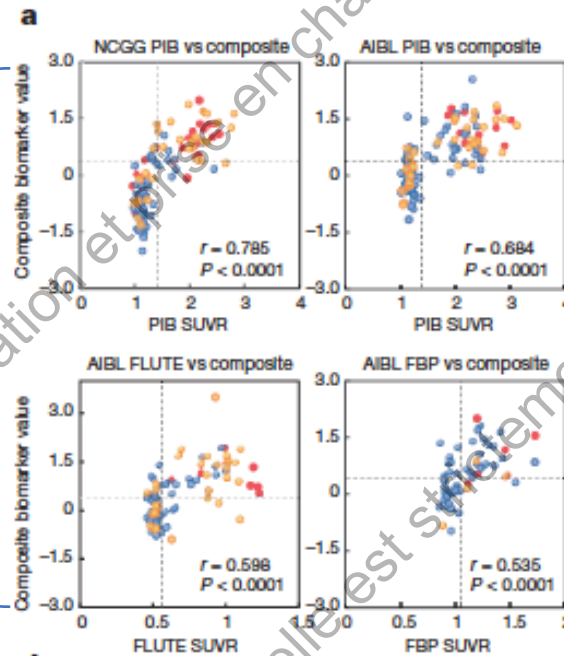 a
NCGG PIB vs composite
AIBL PIB vs composite
Composite biomarker value
3.0
1.5
0
−1.5
−3.0
r = 0.785
P < 0.0001
0 1 2 3 4
PIB SUVR
3.0
1.5
0
−1.5
−3.0
r = 0.684
P < 0.0001
0 1 2 3 4
PIB SUVR
AIBL FLUTE vs composite
AIBL FBP vs composite
Composite biomarker value
3.0
1.5
0
−1.5
−3.0
r = 0.598
P < 0.0001
0 0.5 1 1.5
FLUTE SUVR
3.0
1.5
0
−1.5
−3.0
r = 0.535
P < 0.0001
0 0.5 1 1.5 2
FBP SUVR
et prise en
est